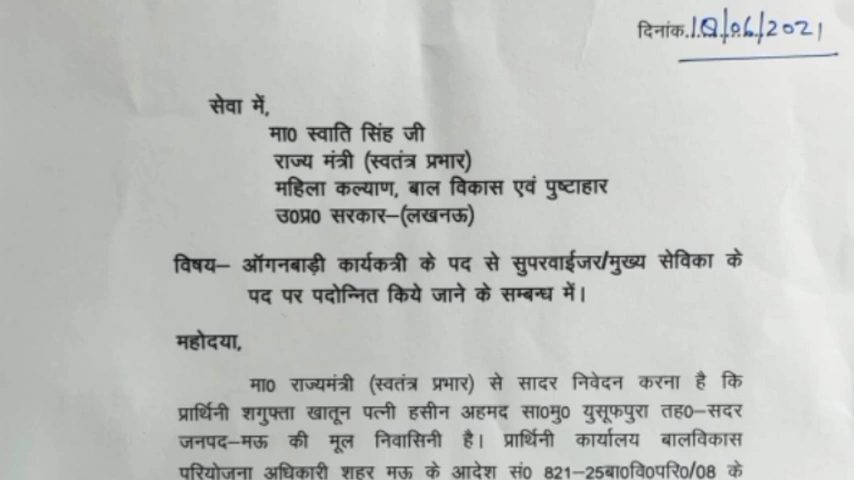 दिनांक 10/06/2021
सेवा में,
मा0 स्वाति सिंह जी
राज्य मंत्री (स्वतंत्र प्रभार)
महिला कल्याण, बाल विकास एवं पुष्टाहार
उ0प्र0 सरकार–(लखनऊ)
विषय– ऑगनबाड़ी कार्यकत्री के पद से सुपरवाईजर/मुख्य सेविका के
पद पर पदोन्नित किये जाने के सम्बन्ध में।
महोदया,
मा0 राज्यमंत्री (स्वतंत्र प्रभार) से सादर निवेदन करना है कि
प्रार्थिनी शगुफ्ता खातून पत्नी हसीन अहमद सा0मु0 युसूफपुरा तह0–सदर
जनपद–मऊ की मूल निवासिनी है। प्रार्थिनी कार्यालय बालविकास
परियोजना अधिकारी शहर मऊ के आदेश सं0 821–25बा0वि0परि0/08 के